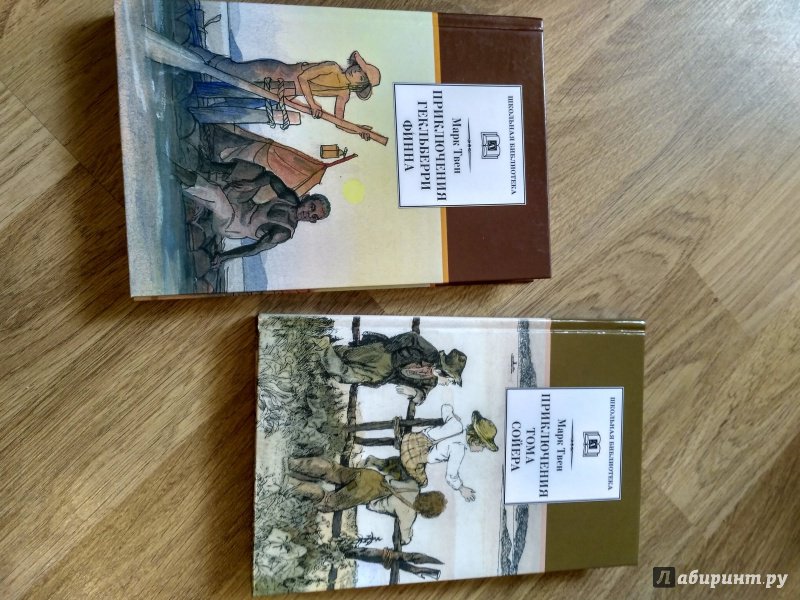 ШКОЛЬНАЯ БИБЛИОТЕКА
Марк Твен
ПРИКЛЮЧЕНИЯ
ГЕКЛЬБЕРРИ
ФИННА
ШКОЛЬНАЯ БИБЛИОТЕКА
Марк Твен
ПРИКЛЮЧЕНИЯ
ТОМА
СОЙЕРА
Лабиринт.ру